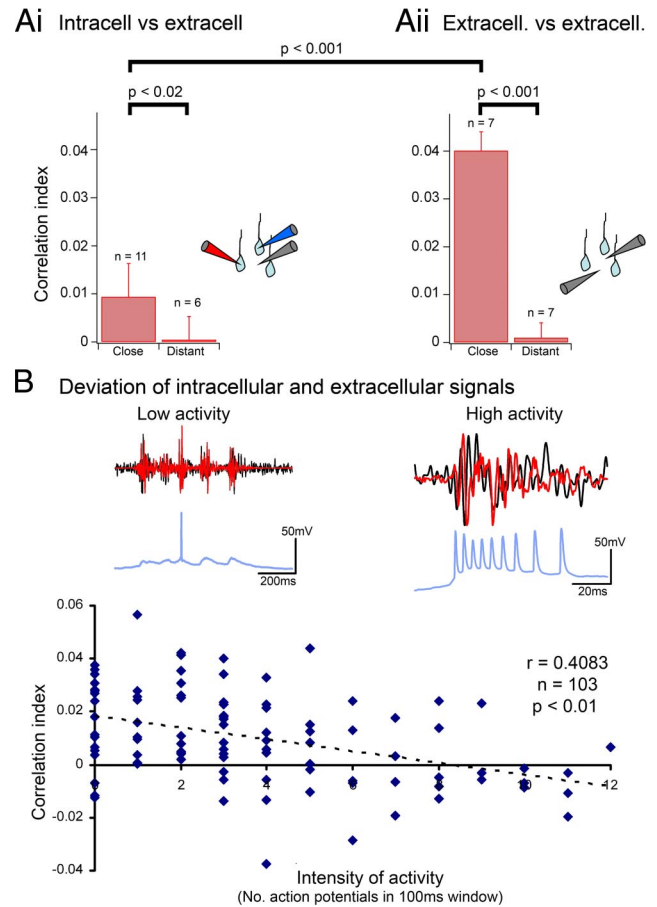 Ai Intracell vs extracell
Aii Extracell. vs extracell.
p < 0.001
p < 0.02
p < 0.001
Correlation index
0.04
0.03
0.02
0.01
0
n = 11
n = 6
Close
Distant
0.04
0.03
0.02
0.01
0
n = 7
n = 7
Close
Distant
B Deviation of intracellular and extracellular signals
Low activity
High activity
50mV
200ms
50mV
20ms
Correlation index
0.06
0.04
0.02
0
-0.02
-0.04
r = 0.4083
n = 103
p < 0.01
0
2
4
6
8
10
12
Intensity of activity
(No. action potentials in 100ms window)